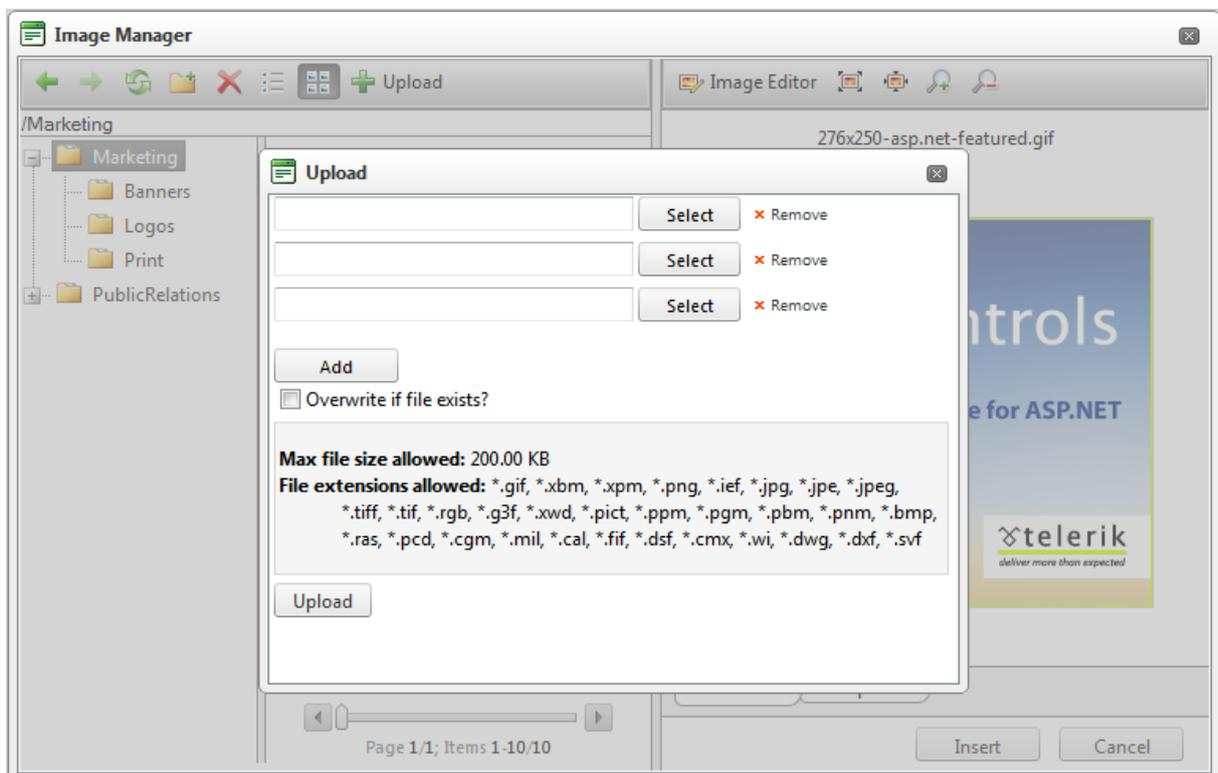 Image Manager
Upload
Image Editor
/Marketing
276x250-asp.net-featured.gif
Marketing
Banners
Logos
Print
PublicRelations
Upload
Select
Remove
Select
Remove
Select
Remove
Add
Overwrite if file exists?
Max file size allowed: 200.00 KB
File extensions allowed: *.gif, *.xbm, *.xpm, *.png, *.ief, *.jpg, *.jpe, *.jpeg,
*.tiff, *.tif, *.rgb, *.g3f, *.xwd, *.pict, *.ppm, *.pgm, *.pbm, *.pnm, *.bmp,
*.ras, *.pcd, *.cgm, *.mil, *.cal, *.fif, *.dsf, *.cmx, *.wi, *.dwg, *.dxf, *.svf
Upload
ntrols
e for ASP.NET
telerik
deliver more than expected
Page 1/1; Items 1-10/10
Insert
Cancel